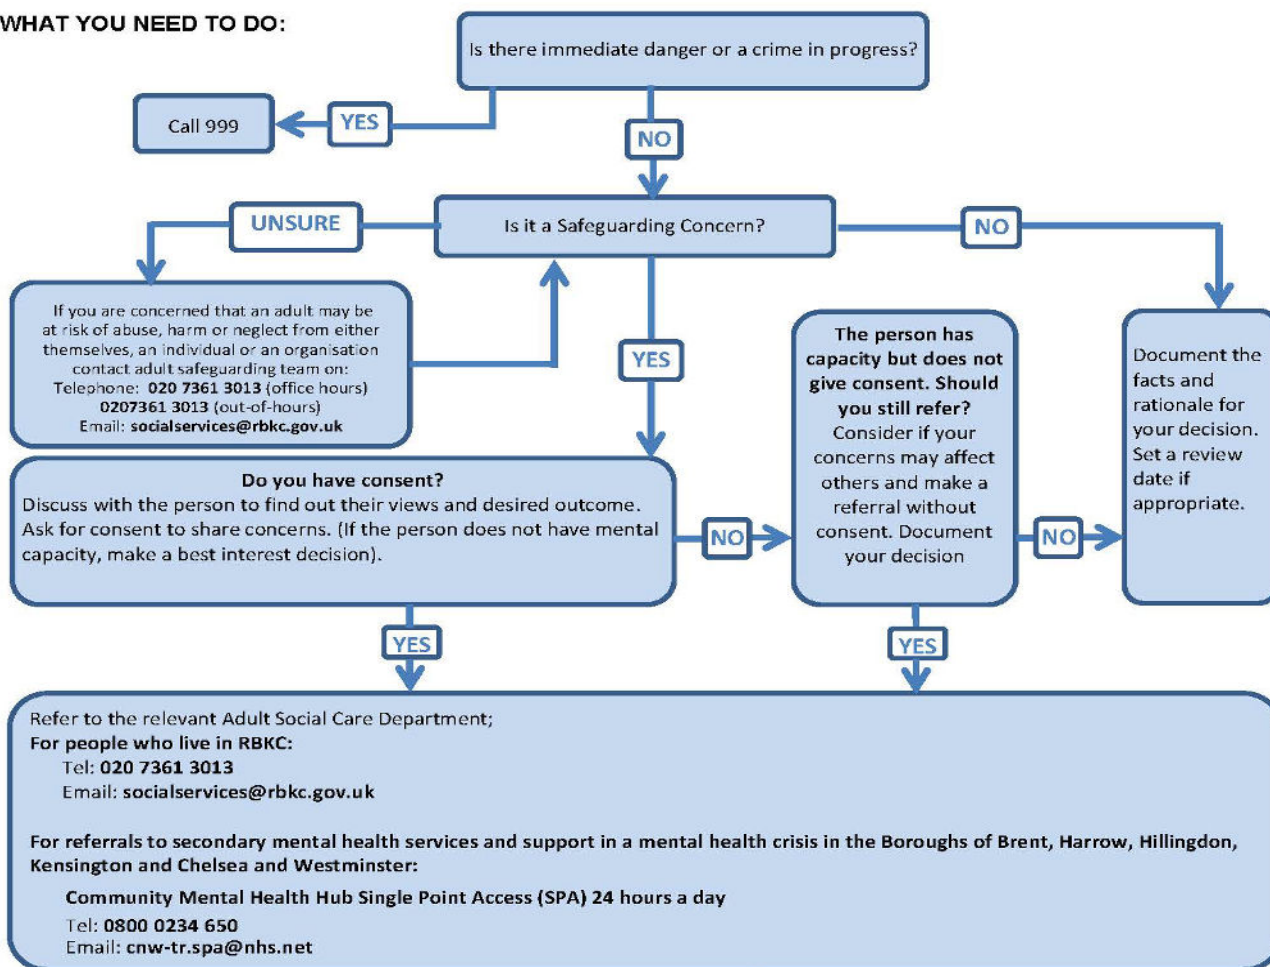 WHAT YOU NEED TO DO:
Is there immediate danger or a crime in progress?
Call 999
YES
NO
UNSURE
Is it a Safeguarding Concern?
NO
If you are concerned that an adult may be
at risk of abuse, harm or neglect from either
themselves, an individual or an organisation
contact adult safeguarding team on:
Telephone: 020 7361 3013 (office hours)
0207361 3013 (out-of-hours)
Email: socialservices@rbkc.gov.uk
YES
The person has
capacity but does not
give consent. Should
you still refer?
Consider if your
concerns may affect
others and make a
referral without
consent. Document
your decision
Document the
facts and
rationale for
your decision.
Set a review
date if
appropriate.
Do you have consent?
Discuss with the person to find out their views and desired outcome.
Ask for consent to share concerns. (If the person does not have mental
capacity, make a best interest decision).
NO
NO
YES
YES
Refer to the relevant Adult Social Care Department;
For people who live in RBKC:
Tel: 020 7361 3013
Email: socialservices@rbkc.gov.uk
For referrals to secondary mental health services and support in a mental health crisis in the Boroughs of Brent, Harrow, Hillingdon,
Kensington and Chelsea and Westminster:
Community Mental Health Hub Single Point Access (SPA) 24 hours a day
Tel: 0800 0234 650
Email: cnw-tr.spa@nhs.net